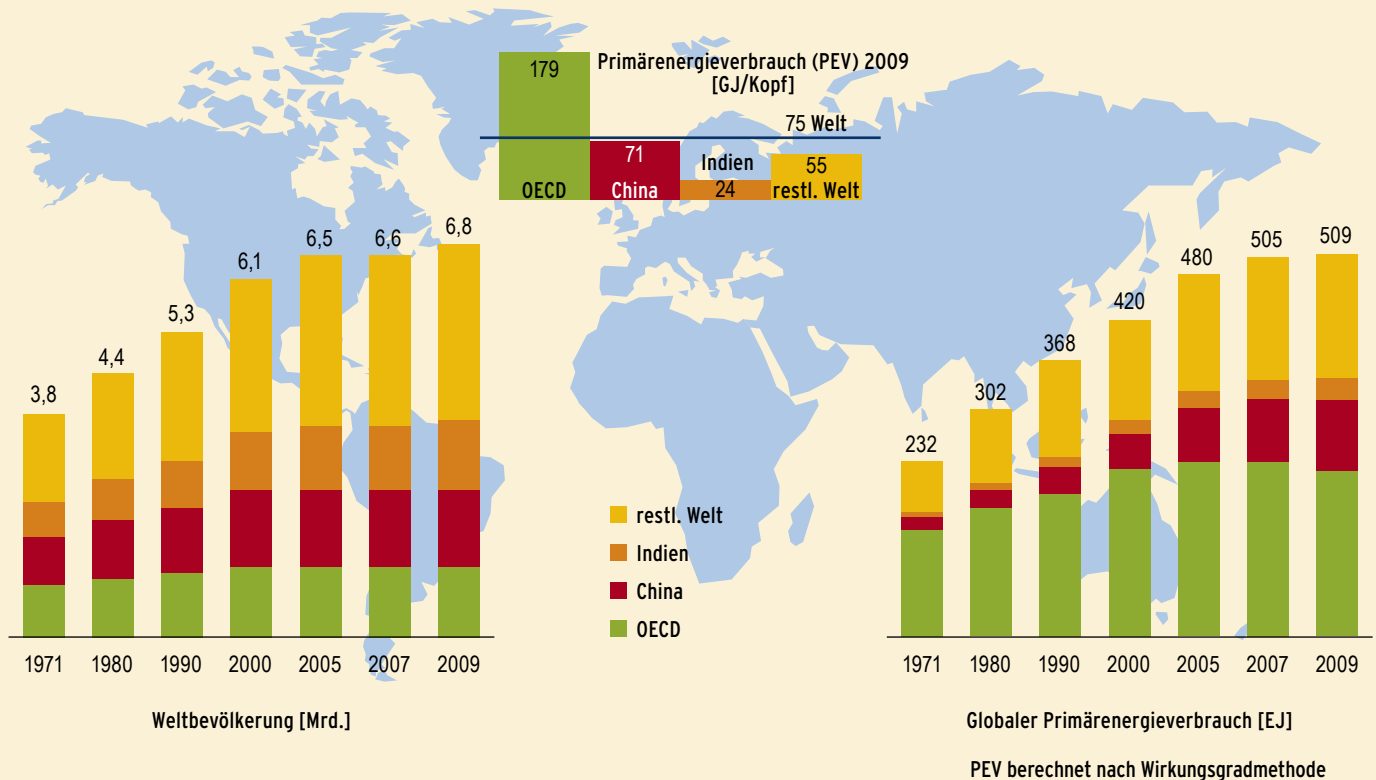 Primärenergieverbrauch (PEV) 2009
[GJ/Kopf]
179
75 Welt
71
Indien
55
OECD
China
24
restl. Welt
3,8
4,4
5,3
6,1
6,5
6,6
6,8
1971 1980 1990 2000 2005 2007 2009
Weltbevölkerung [Mrd.]
restl. Welt
Indien
China
OECD
232
302
368
420
480
505
509
1971 1980 1990 2000 2005 2007 2009
Globaler Primärenergieverbrauch [EJ]
PEV berechnet nach Wirkungsgradmethode